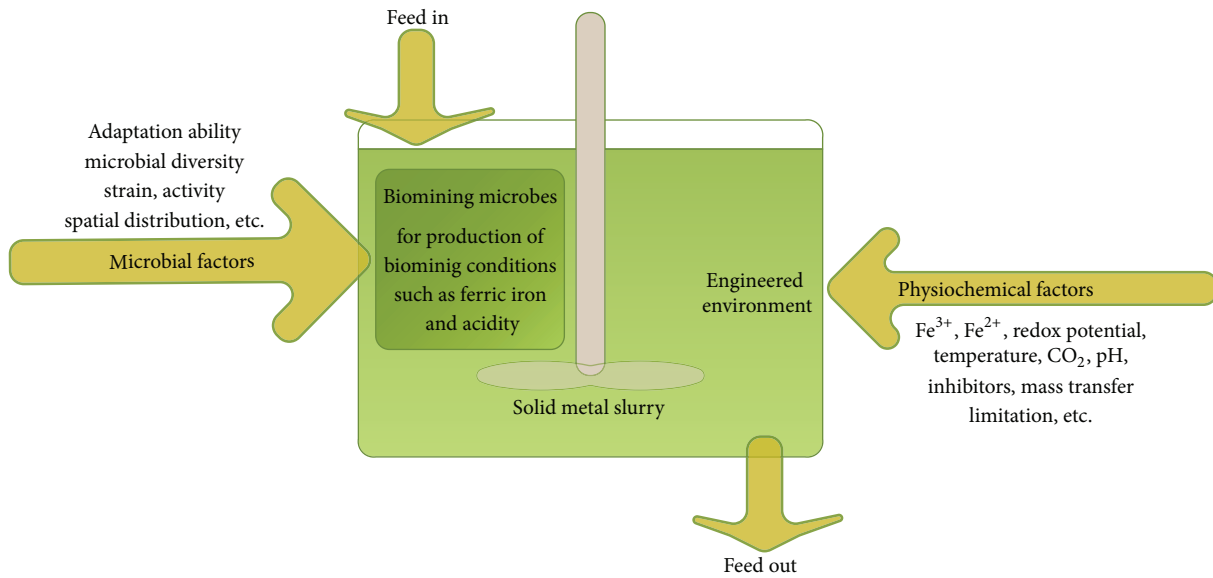 Feed in
Adaptation ability
microbial diversity
strain, activity
spatial distribution, etc.
Microbial factors
Biomining microbes
for production of
biominig conditions
such as ferric iron
and acidity
Engineered
environment
Solid metal slurry
Physiochemical factors
Fe³⁺, Fe²⁺, redox potential,
temperature, CO₂, pH,
inhibitors, mass transfer
limitation, etc.
Feed out